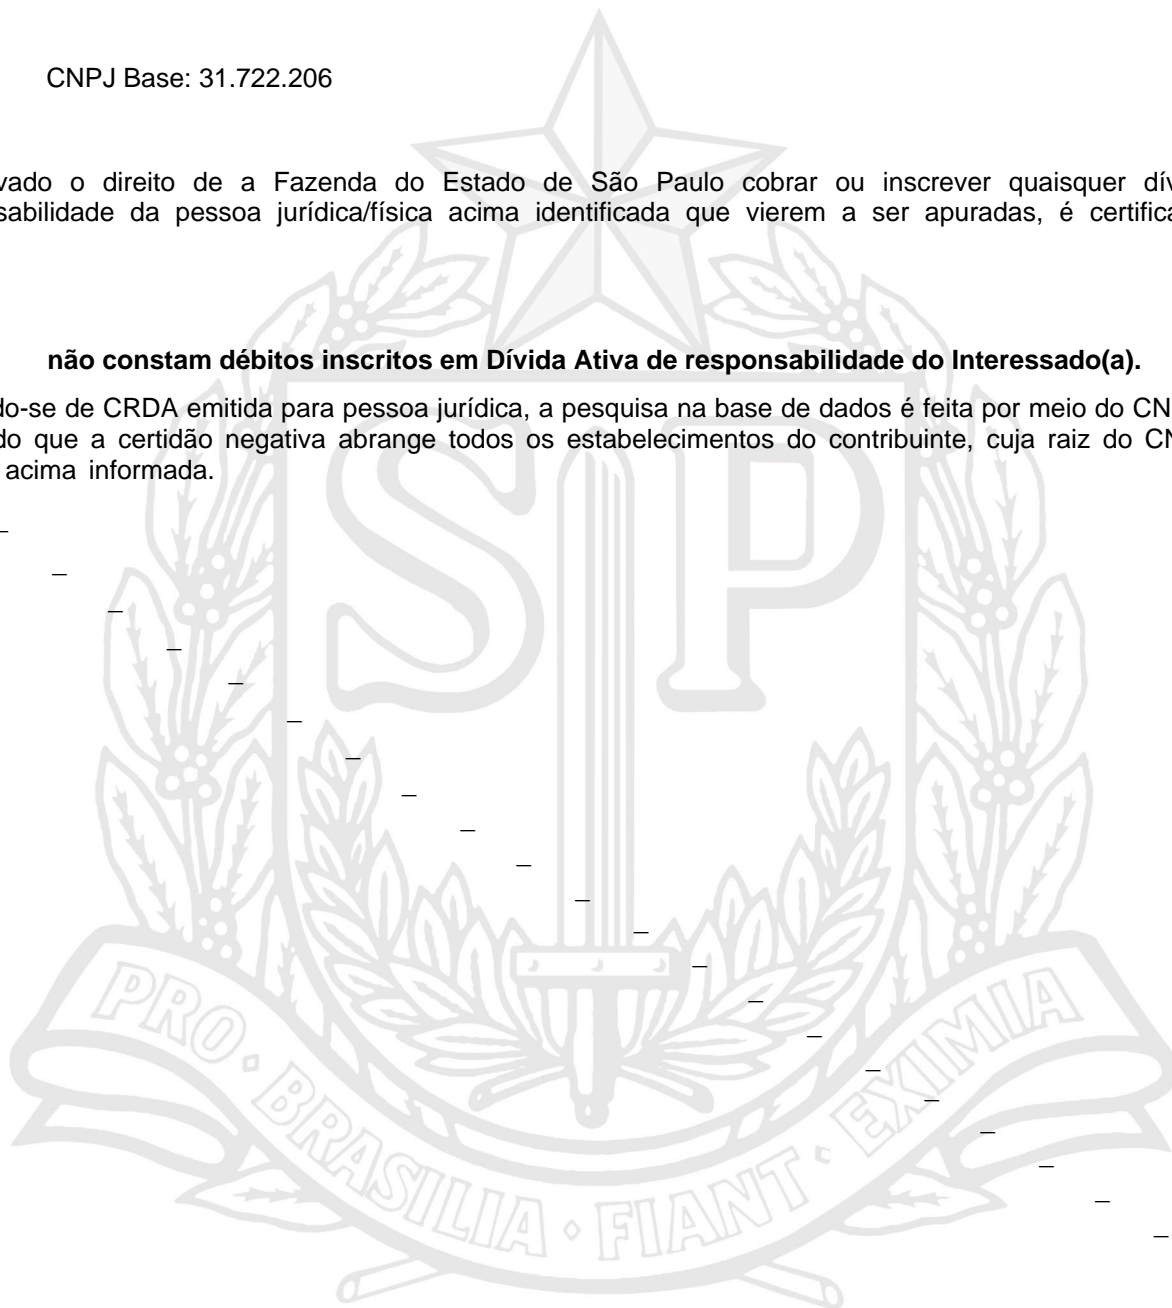 CNPJ Base: 31.722.206
vado o direito de a Fazenda do Estado de São Paulo cobrar ou inscrever quaisquer dív
sabilidade da pessoa jurídica/física acima identificada que vierem a ser apuradas, é certifica
não constam débitos inscritos em Dívida Ativa de responsabilidade do Interessado(a).
do-se de CRDA emitida para pessoa jurídica, a pesquisa na base de dados é feita por meio do CN
do que a certidão negativa abrange todos os estabelecimentos do contribuinte, cuja raiz do CN
acima informada.
SP
PRO • BRASILIA • FIANT • EXIMIA